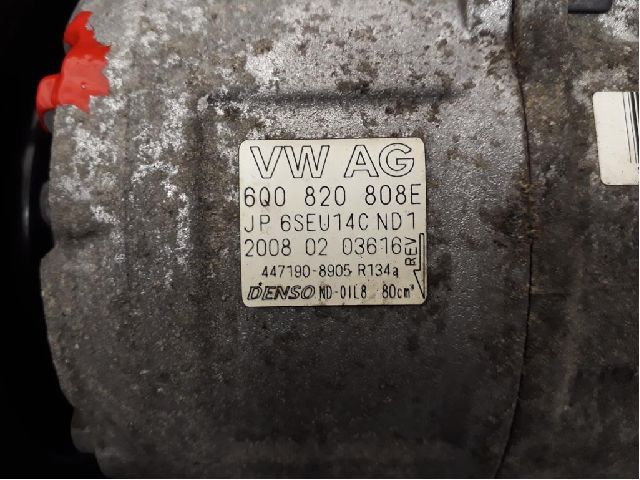 VW AG
6Q0 820 808E
JP 6SEU14C ND1
2008 02 03616
REV
447190-8905 R134a
DENSO ND-OIL8 80cm³